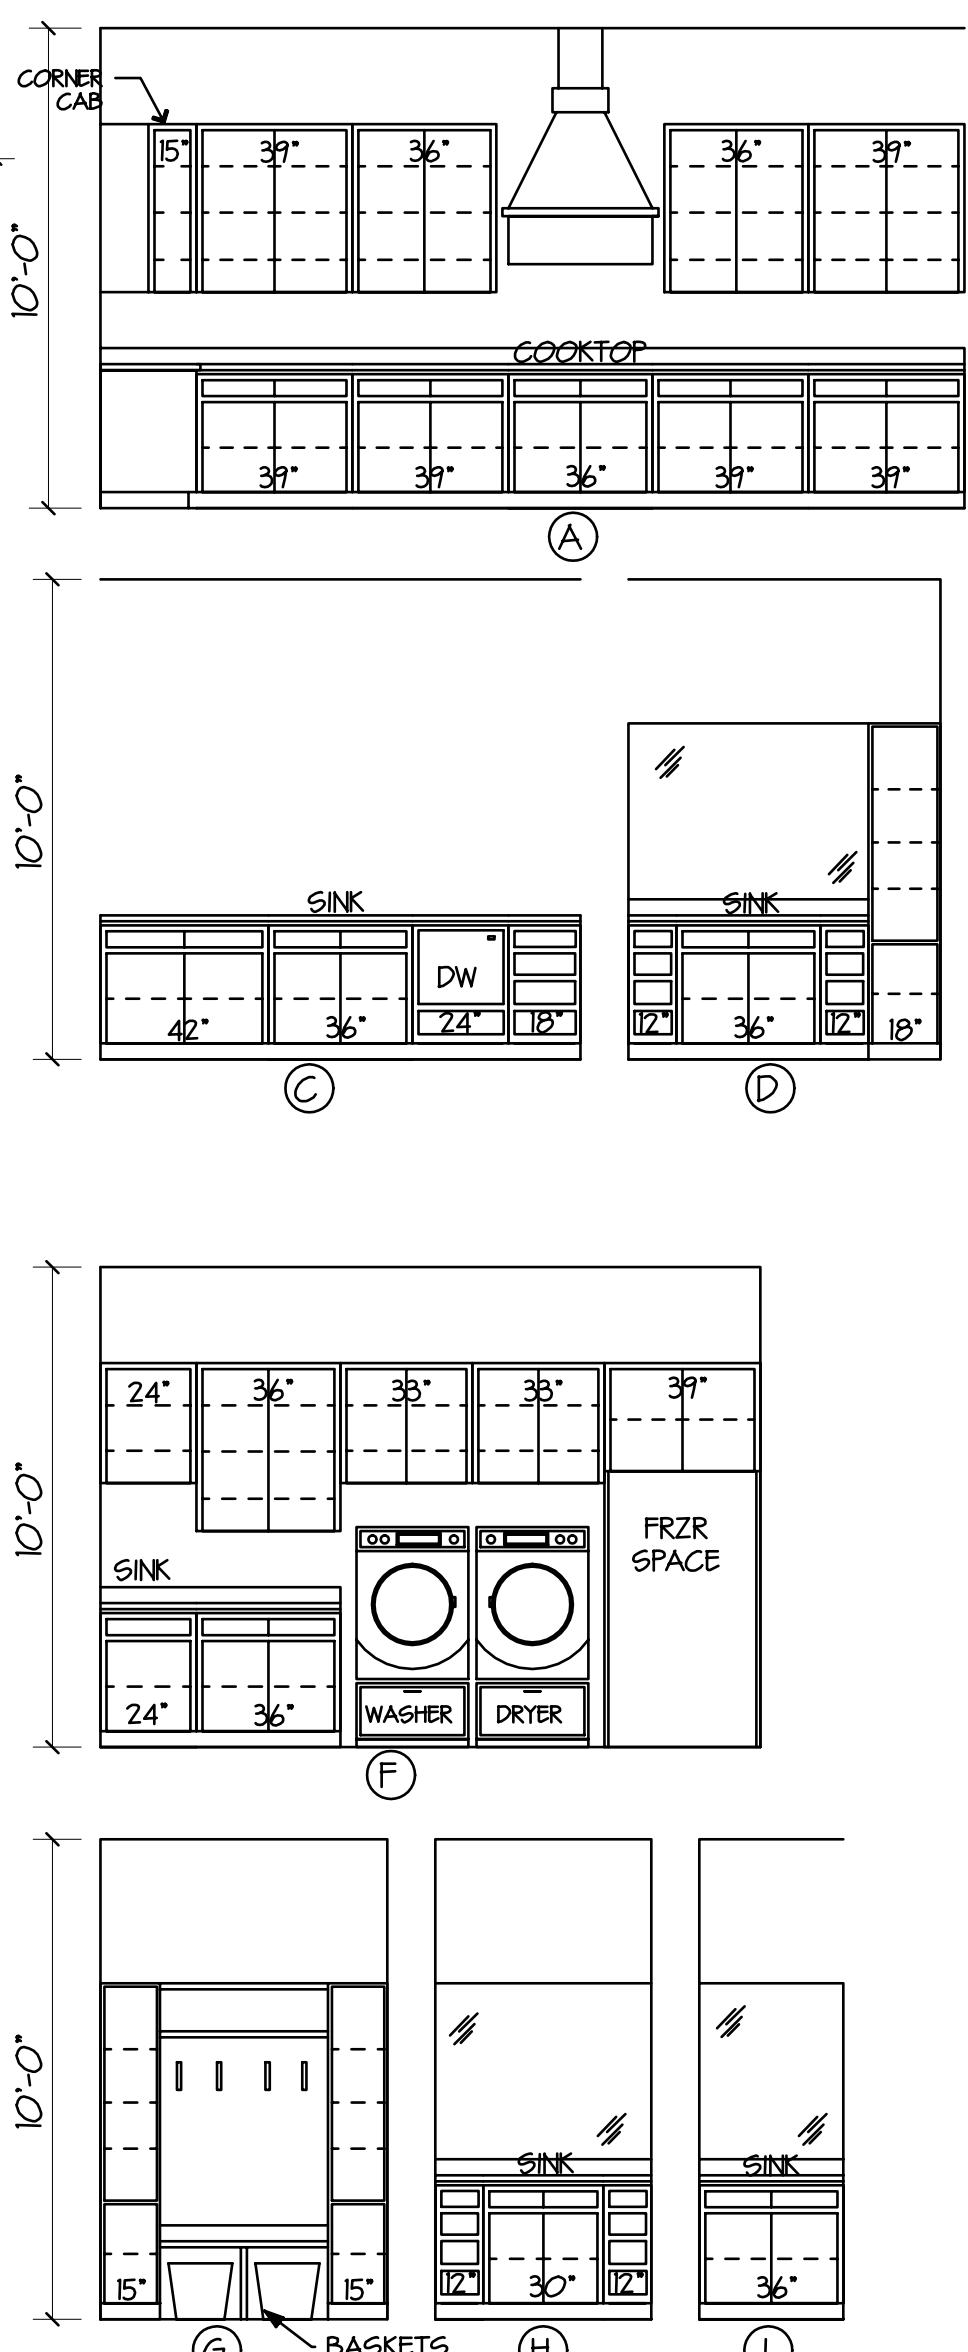 CORNER
CAB
15" 39" 36" 36" 39"
10'-0"
COOKTOP
39" 39" 36" 39" 39"
A
10'-0"
SINK
SINK
DW
42" 36" 24" 18"
12" 36" 12" 18"
C
D
24" 36" 33" 33" 39"
10'-0"
FRZR
SPACE
SINK
24" 36" WASHER DRYER
F
10'-0"
SINK
SINK
15" 15"
12" 30" 12"
36"
BASKETS
G
H